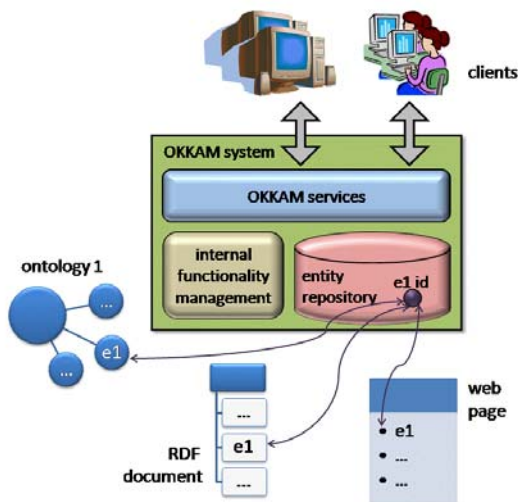 clients
OKKAM system
OKKAM services
internal
functionality
management
entity
repository
e1 id
ontology 1
...
e1
...
RDF
document
...
e1
...
web
page
e1
...
...